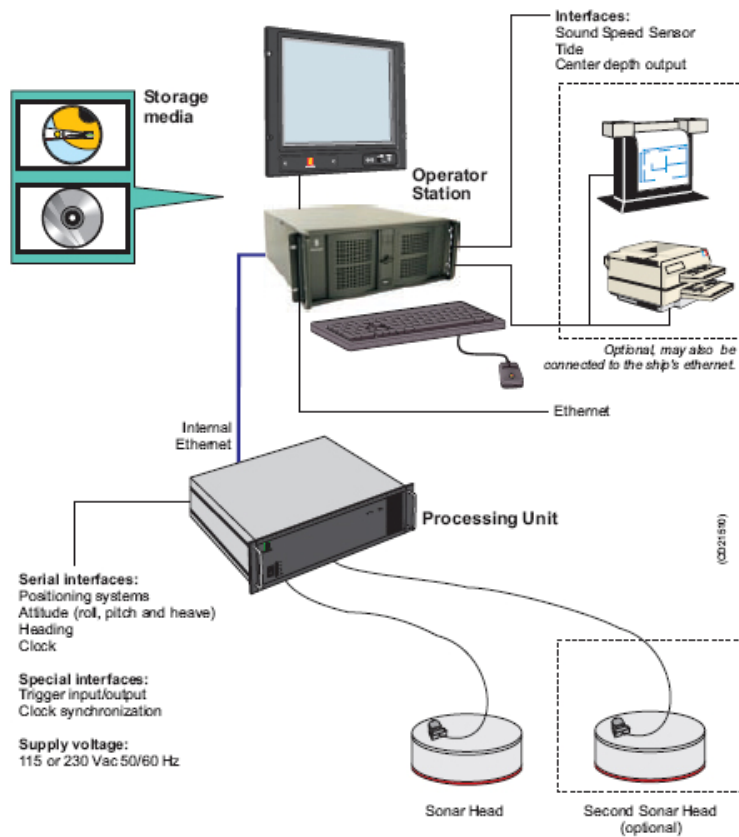 Interfaces:
Sound Speed Sensor
Tide
Center depth output
Storage
media
Operator
Station
Optional, may also be
connected to the ship's ethernet.
Ethernet
Internal
Ethernet
Processing Unit
(CD21510)
Serial interfaces:
Positioning systems
Attitude (roll, pitch and heave)
Heading
Clock
Special interfaces:
Trigger input/output
Clock synchronization
Supply voltage:
115 or 230 Vac 50/60 Hz
Sonar Head
Second Sonar Head
(optional)